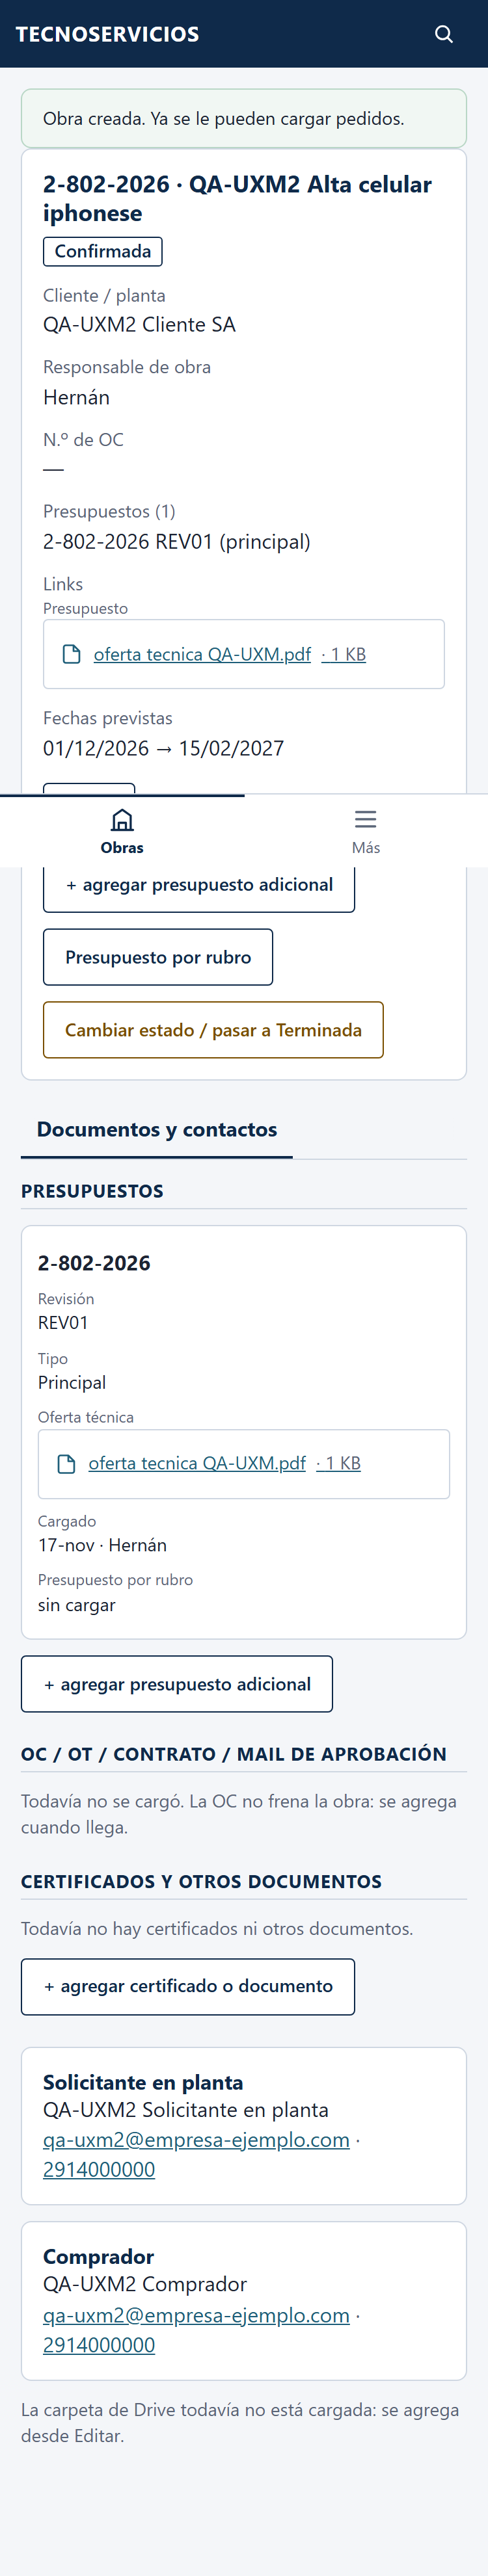 TECNOSERVICIOS
Obra creada. Ya se le pueden cargar pedidos.
2-802-2026 · QA-UXM2 Alta celular
iphonese
Confirmada
Cliente / planta
QA-UXM2 Cliente SA
Responsable de obra
Hernán
N.º de OC
—
Presupuestos (1)
2-802-2026 REV01 (principal)
Links
Presupuesto
oferta tecnica QA-UXM.pdf · 1 KB
Fechas previstas
01/12/2026 → 15/02/2027
Obras
Más
+ agregar presupuesto adicional
Presupuesto por rubro
Cambiar estado / pasar a Terminada
Documentos y contactos
PRESUPUESTOS
2-802-2026
Revisión
REV01
Tipo
Principal
Oferta técnica
oferta tecnica QA-UXM.pdf · 1 KB
Cargado
17-nov · Hernán
Presupuesto por rubro
sin cargar
+ agregar presupuesto adicional
OC / OT / CONTRATO / MAIL DE APROBACIÓN
Todavía no se cargó. La OC no frena la obra: se agrega
cuando llega.
CERTIFICADOS Y OTROS DOCUMENTOS
Todavía no hay certificados ni otros documentos.
+ agregar certificado o documento
Solicitante en planta
QA-UXM2 Solicitante en planta
qa-uxm2@empresa-ejemplo.com ·
2914000000
Comprador
QA-UXM2 Comprador
qa-uxm2@empresa-ejemplo.com ·
2914000000
La carpeta de Drive todavía no está cargada: se agrega
desde Editar.